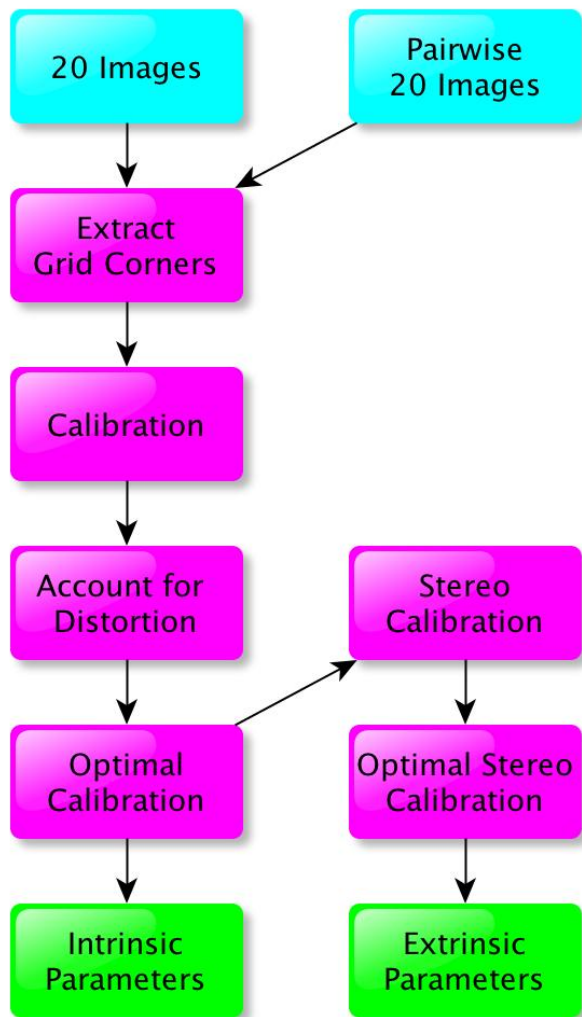 20 Images
Pairwise
20 Images
Extract
Grid Corners
Calibration
Account for
Distortion
Stereo
Calibration
Optimal
Calibration
Optimal Stereo
Calibration
Intrinsic
Parameters
Extrinsic
Parameters